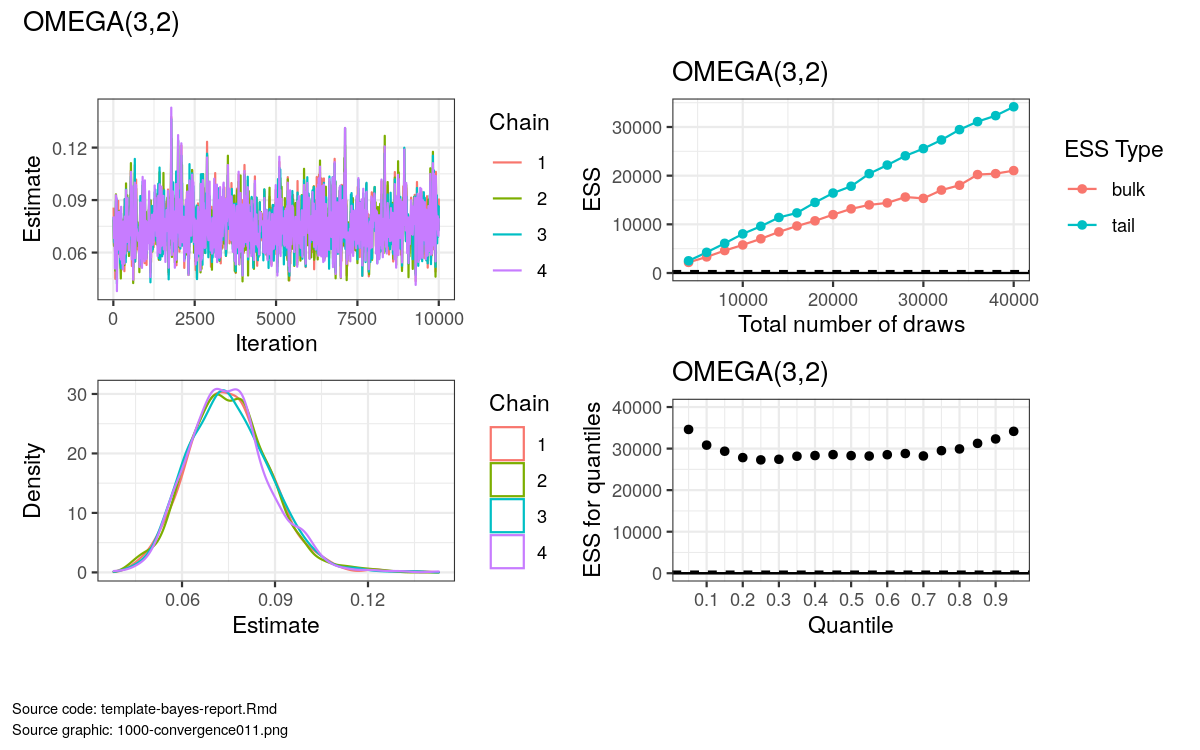 OMEGA(3,2)
Estimate
0.12
0.09
0.06
0 2500 5000 7500 10000
Iteration
Chain
1
2
3
4
OMEGA(3,2)
ESS
30000
20000
10000
0
10000 20000 30000 40000
Total number of draws
ESS Type
bulk
tail
Density
30
20
10
0
0.06 0.09 0.12
Estimate
Chain
1
2
3
4
OMEGA(3,2)
ESS for quantiles
40000
30000
20000
10000
0
0.1 0.2 0.3 0.4 0.5 0.6 0.7 0.8 0.9
Quantile
Source code: template-bayes-report.Rmd
Source graphic: 1000-convergence011.png